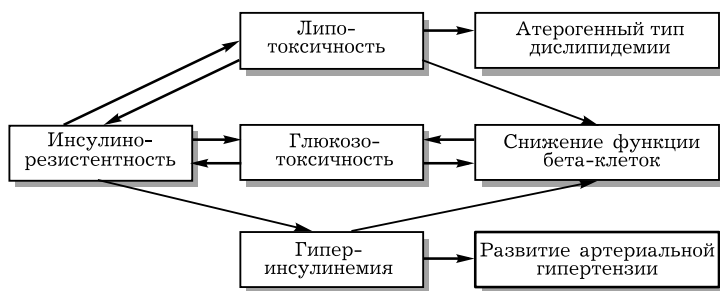 Липо-
токсичность
Атерогенный тип
дислипидемии
Инсулино-
резистентность
Глюкозо-
токсичность
Снижение функции
бета-клеток
Гипер-
инсулинемия
Развитие артериальной
гипертензии